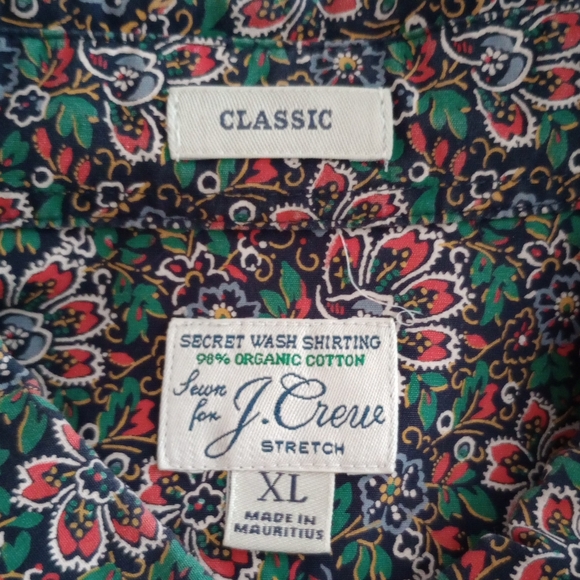 CLASSIC
SECRET WASH SHIRTING
98% ORGANIC COTTON
Sewn
for J.Crew
STRETCH
XL
MADE IN
MAURITIUS